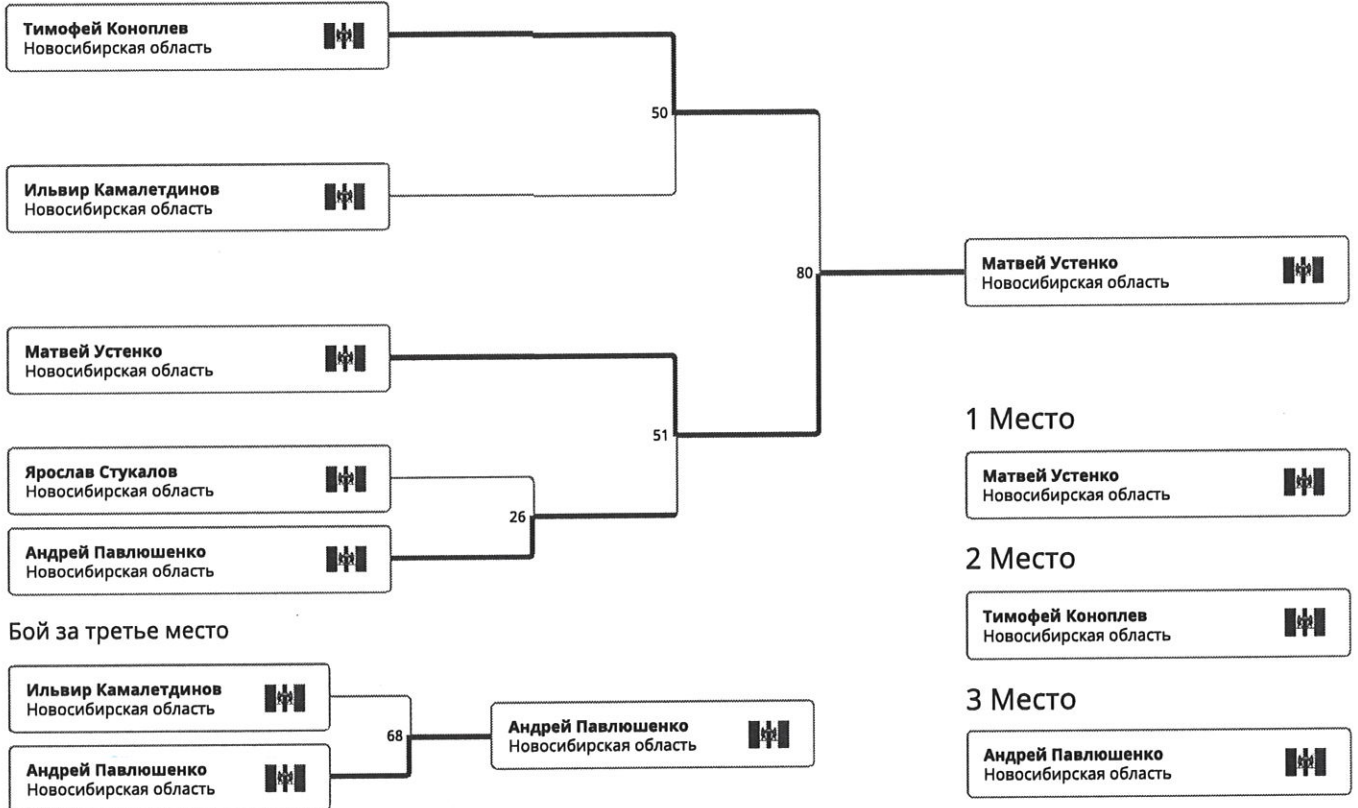 Тимофей Коноплев
Новосибирская область
50
Ильвир Камалетдинов
Новосибирская область
80
Матвей Устенко
Новосибирская область
Матвей Устенко
Новосибирская область
1 Место
51
Матвей Устенко
Новосибирская область
Ярослав Стукалов
Новосибирская область
26
Андрей Павлюшенко
Новосибирская область
2 Место
Тимофей Коноплев
Новосибирская область
Бой за третье место
Ильвир Камалетдинов
Новосибирская область
68
Андрей Павлюшенко
Новосибирская область
Андрей Павлюшенко
Новосибирская область
3 Место
Андрей Павлюшенко
Новосибирская область